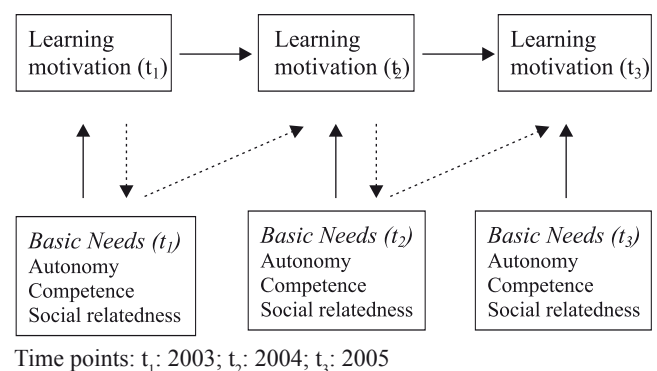 Learning
motivation (t₁)
Learning
motivation (t₂)
Learning
motivation (t₃)
Basic Needs (t₁)
Autonomy
Competence
Social relatedness
Basic Needs (t₂)
Autonomy
Competence
Social relatedness
Basic Needs (t₃)
Autonomy
Competence
Social relatedness
Time points: t₁: 2003; t₂: 2004; t₃: 2005